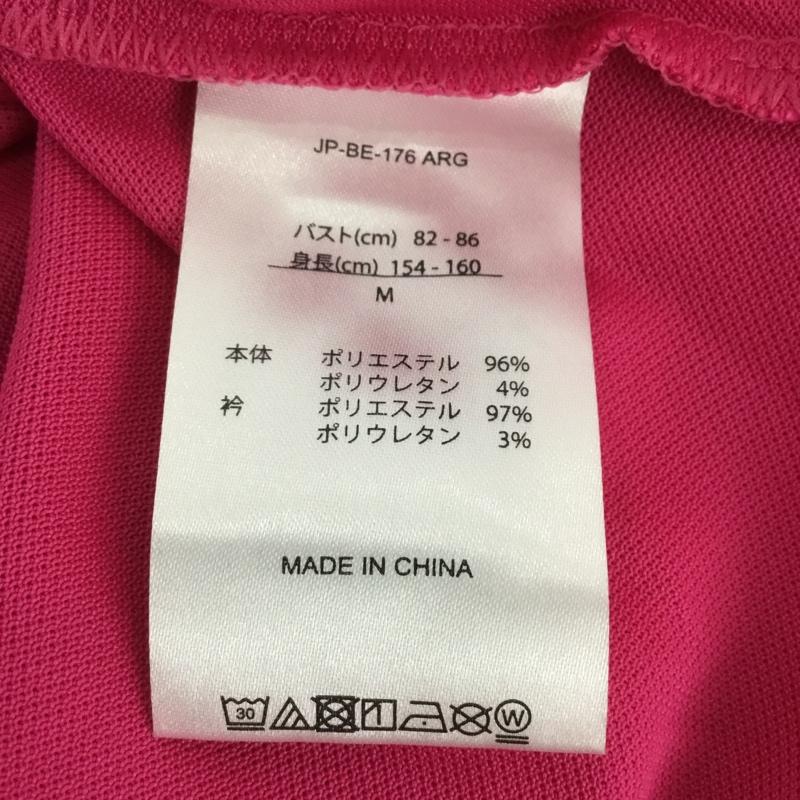 JP-BE-176 ARG
バスト(cm) 82 - 86
身長(cm) 154 - 160
M
本体 ポリエステル 96%
ポリウレタン 4%
衿 ポリエステル 97%
ポリウレタン 3%
MADE IN CHINA
30 W